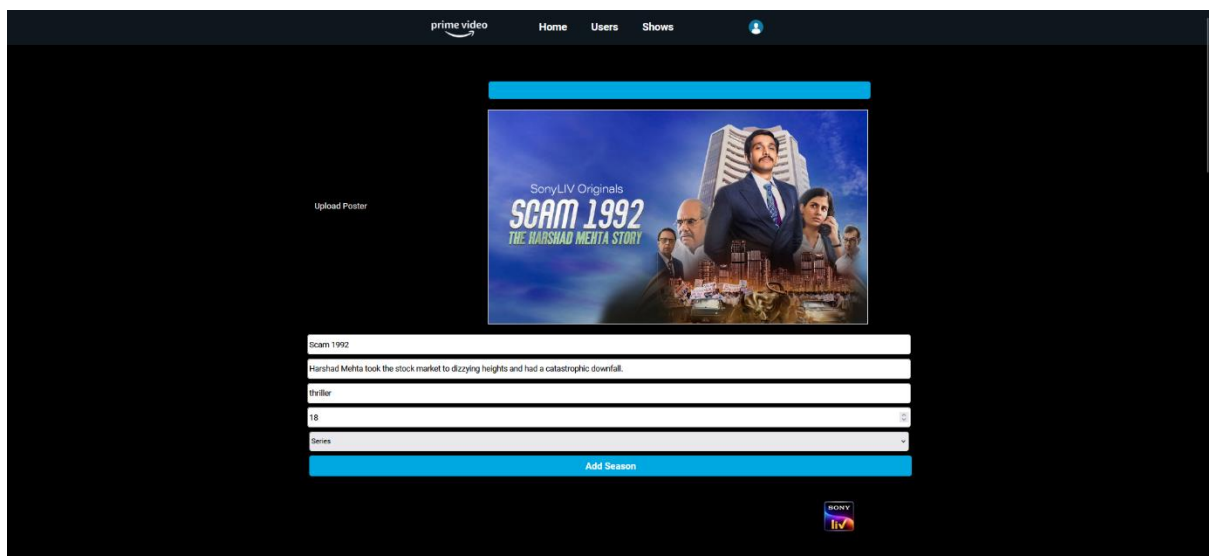 prime video
Home Users Shows
SonyLIV Originals
SCAM 1992
THE HARSHAD MEHTA STORY
Upload Poster
Scam 1992
Harshad Mehta took the stock market to dizzying heights and had a catastrophic downfall.
thriller
18
Series
Add Season
SONY
liv